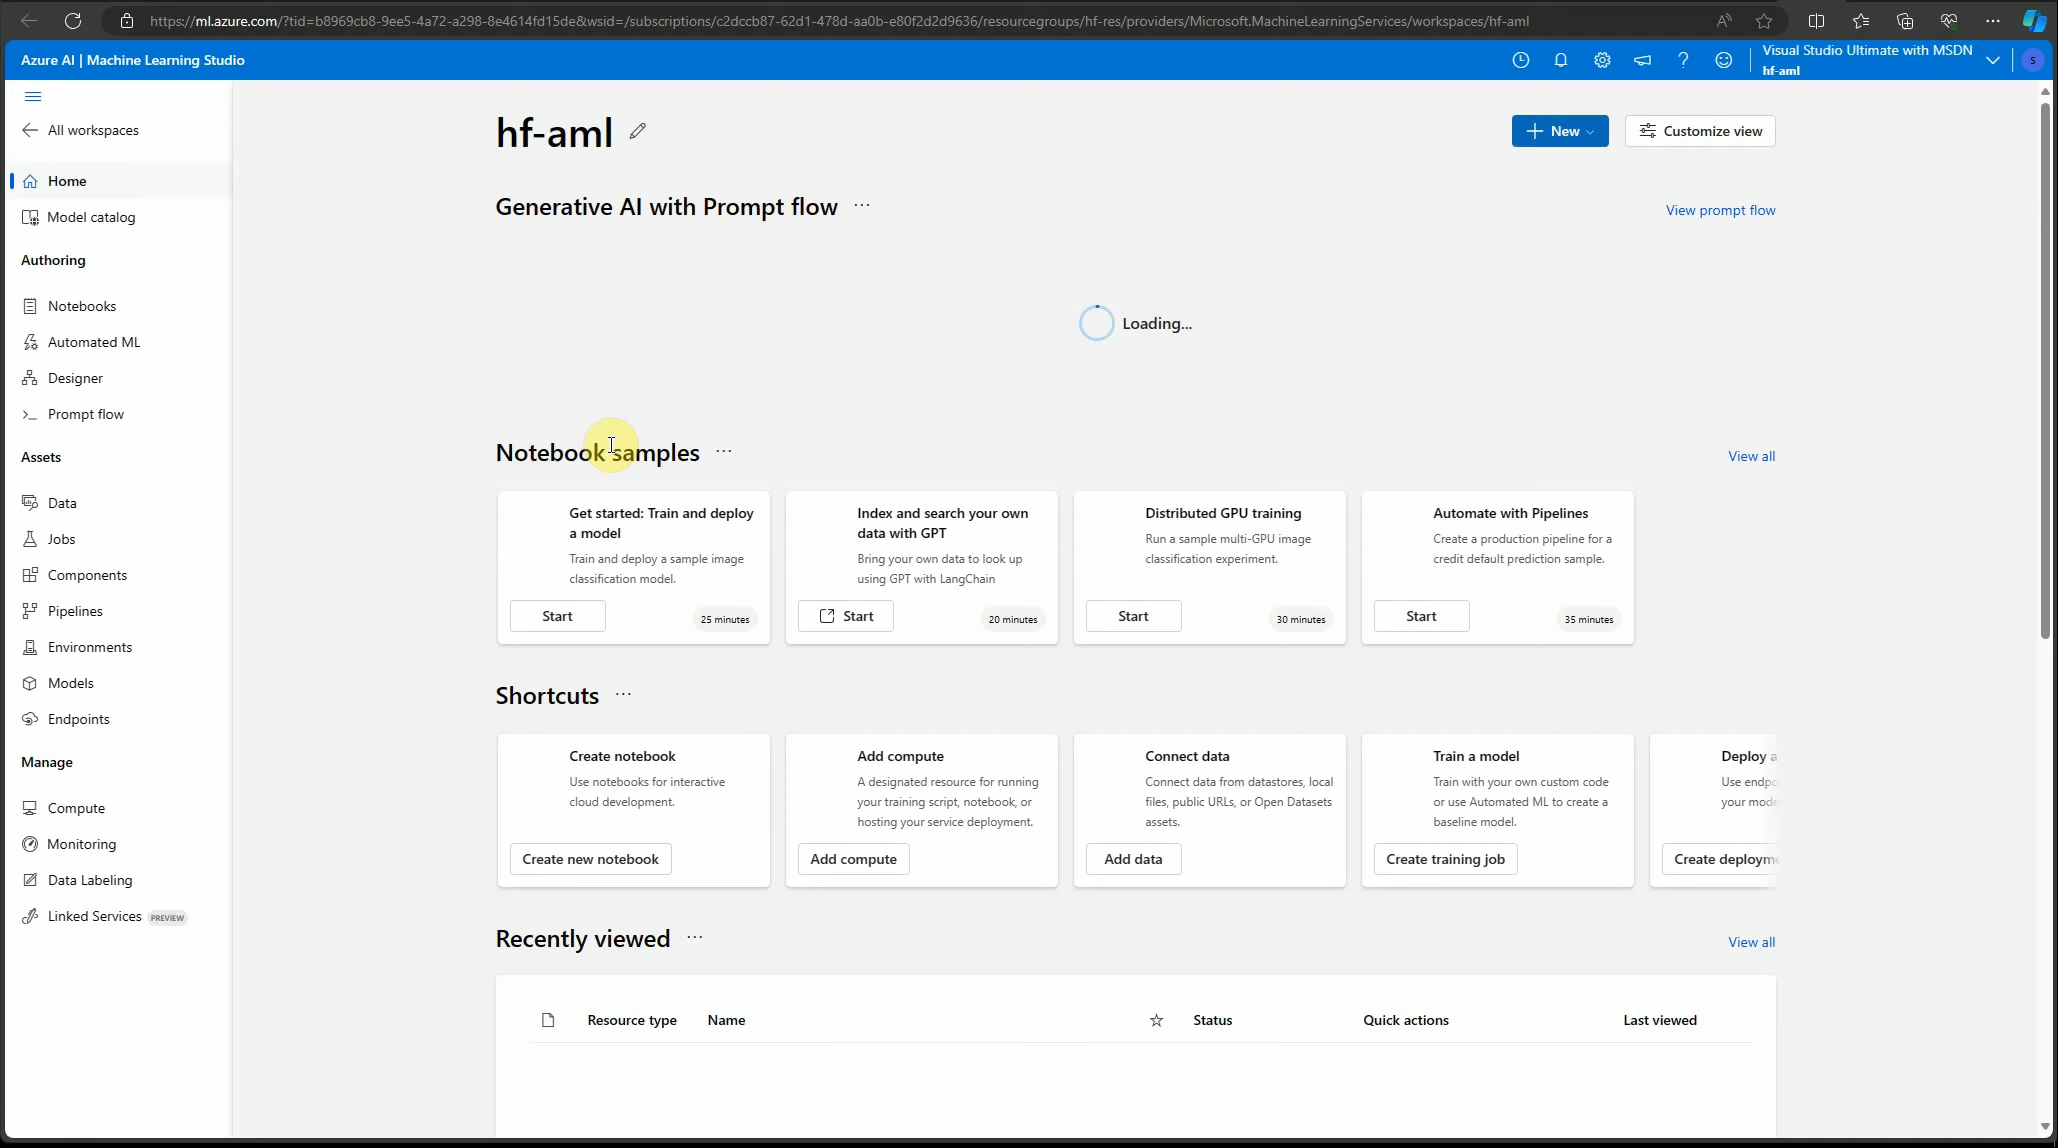 https://ml.azure.com/?tid=b8969cb8-9ee5-4a72-a298-8e4614fd15de&wsid=/subscriptions/c2dccb87-62d1-478d-aa0b-e80f2d2d9636/resourcegroups/hf-res/providers/Microsoft.MachineLearningServices/workspaces/hf-aml
Azure AI | Machine Learning Studio
Visual Studio Ultimate with MSDN
hf-aml
S
All workspaces
Home
Model catalog
Authoring
Notebooks
Automated ML
Designer
Prompt flow
Assets
Data
Jobs
Components
Pipelines
Environments
Models
Endpoints
Manage
Compute
Monitoring
Data Labeling
Linked Services PREVIEW
hf-aml
New
Customize view
Generative AI with Prompt flow
View prompt flow
Loading...
Notebook samples
View all
Get started: Train and deploy
a model
Train and deploy a sample image
classification model.
Start
25 minutes
Index and search your own
data with GPT
Bring your own data to look up
using GPT with LangChain
Start
20 minutes
Distributed GPU training
Run a sample multi-GPU image
classification experiment.
Start
30 minutes
Automate with Pipelines
Create a production pipeline for a
credit default prediction sample.
Start
35 minutes
Shortcuts
Create notebook
Use notebooks for interactive
cloud development.
Create new notebook
Add compute
A designated resource for running
your training script, notebook, or
hosting your service deployment.
Add compute
Connect data
Connect data from datastores, local
files, public URLs, or Open Datasets
assets.
Add data
Train a model
Train with your own custom code
or use Automated ML to create a
baseline model.
Create training job
Deploy a
Use endpo
your mode
Create deployme
Recently viewed
View all
Resource type Name Status Quick actions Last viewed